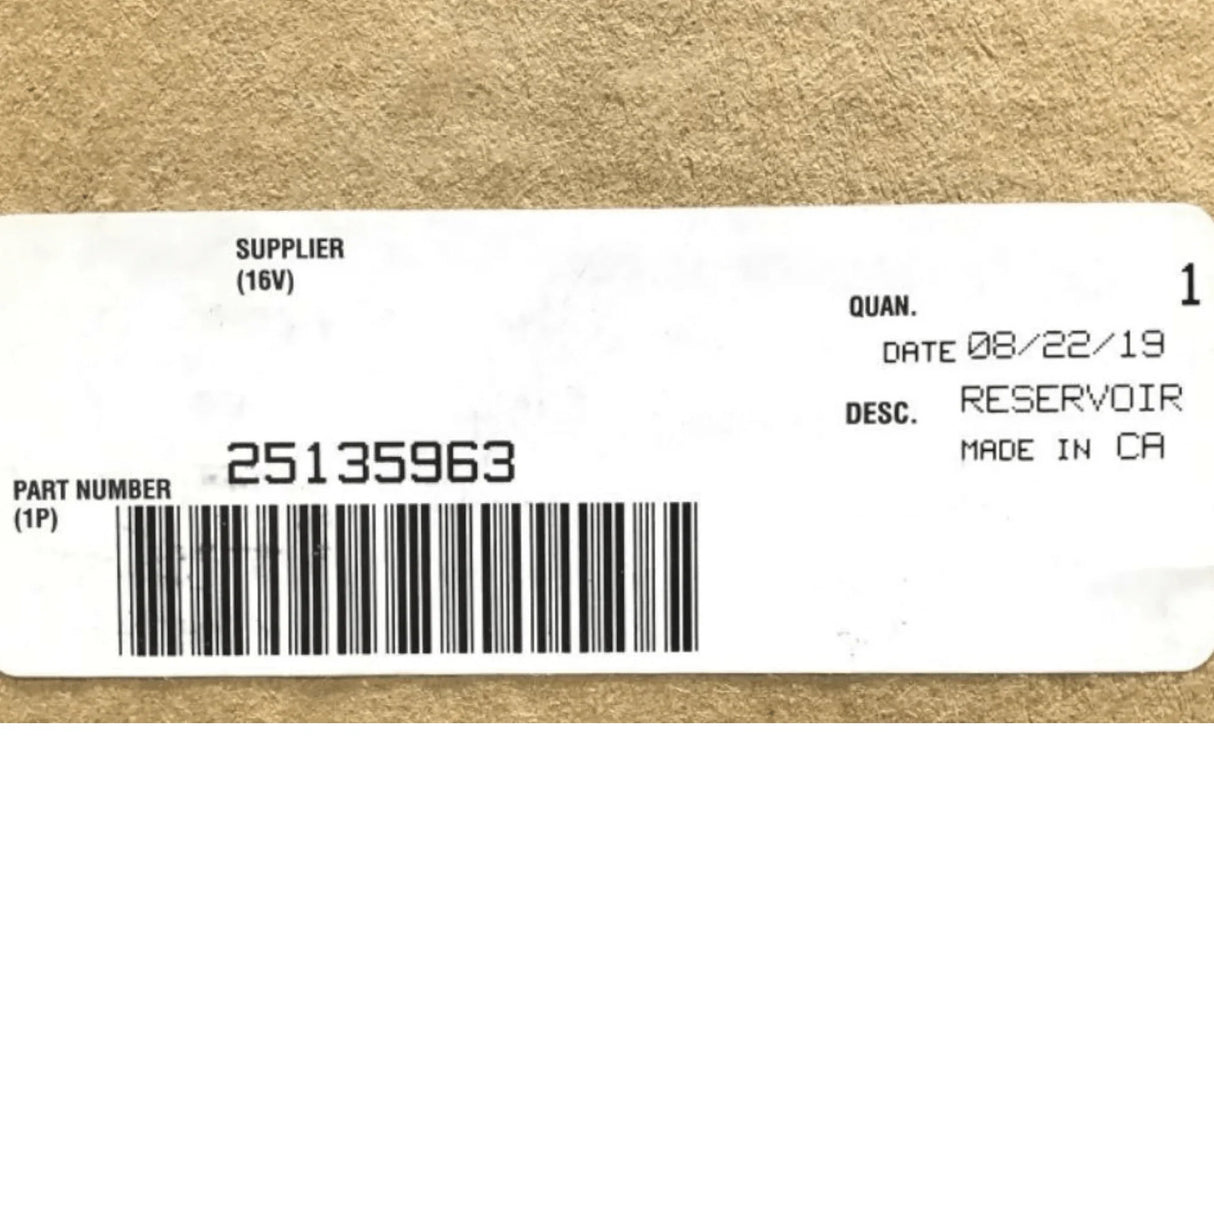 SUPPLIER
(16V)
QUAN. 1
DATE 08/22/19
DESC. RESERVOIR
MADE IN CA
25135963
PART NUMBER
(1P)